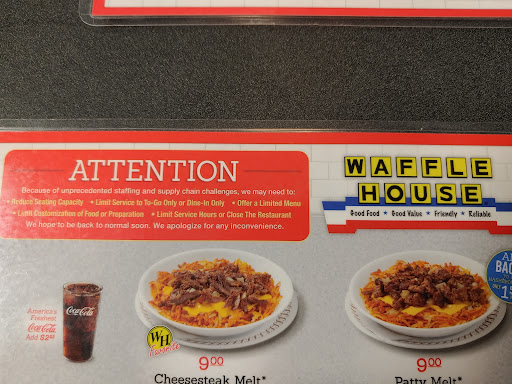 ATTENTION
Because of unprecedented staffing and supply chain challenges, we may need to:
• Reduce Seating Capacity • Limit Service to To-Go Only or Dine-In Only • Offer a Limited Menu
• Limit Customization of Food or Preparation • Limit Service Hours or Close The Restaurant
We hope to be back to normal soon. We apologize for any inconvenience.
WAFFLE
HOUSE
Good Food • Good Value • Friendly • Reliable
America's
Freshest
Coca-Cola
Add $2
Coca-Cola
WH
Favorite
9.00
Cheesesteak Melt*
9.00
Patty Melt*